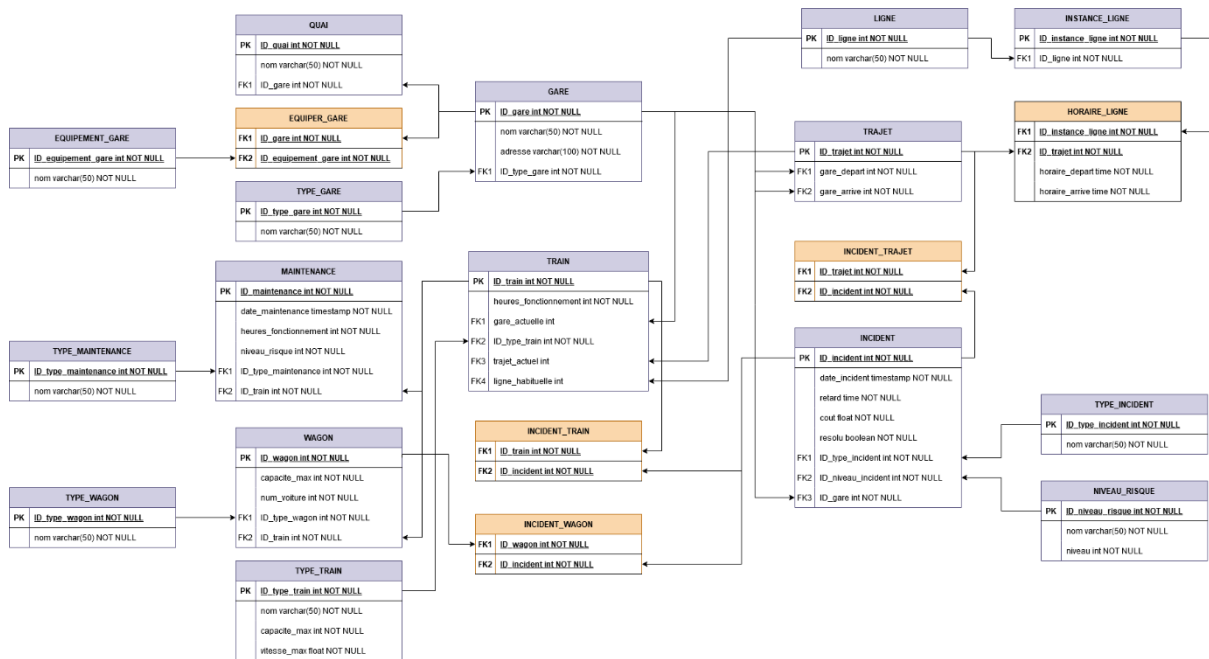 QUAI
PK ID_quai int NOT NULL
nom varchar(50) NOT NULL
FK1 ID_gare int NOT NULL
EQUIPER_GARE
FK1 ID_gare int NOT NULL
FK2 ID_equipement_gare int NOT NULL
EQUIPEMENT_GARE
PK ID_equipement_gare int NOT NULL
nom varchar(50) NOT NULL
TYPE_GARE
PK ID_type_gare int NOT NULL
nom varchar(50) NOT NULL
GARE
PK ID_gare int NOT NULL
nom varchar(50) NOT NULL
adresse varchar(100) NOT NULL
FK1 ID_type_gare int NOT NULL
LIGNE
PK ID_ligne int NOT NULL
nom varchar(50) NOT NULL
INSTANCE_LIGNE
PK ID_instance_ligne int NOT NULL
FK1 ID_ligne int NOT NULL
HORAIRE_LIGNE
FK1 ID_instance_ligne int NOT NULL
FK2 ID_trajet int NOT NULL
horaire_depart time NOT NULL
horaire_arrive time NOT NULL
TRAJET
PK ID_trajet int NOT NULL
FK1 gare_depart int NOT NULL
FK2 gare_arrive int NOT NULL
INCIDENT_TRAJET
FK1 ID_trajet int NOT NULL
FK2 ID_incident int NOT NULL
MAINTENANCE
PK ID_maintenance int NOT NULL
date_maintenance timestamp NOT NULL
heures_fonctionnement int NOT NULL
niveau_risque int NOT NULL
FK1 ID_type_maintenance int NOT NULL
FK2 ID_train int NOT NULL
TYPE_MAINTENANCE
PK ID_type_maintenance int NOT NULL
nom varchar(50) NOT NULL
TRAIN
PK ID_train int NOT NULL
heures_fonctionnement int NOT NULL
FK1 gare_actuelle int
FK2 ID_type_train int NOT NULL
FK3 trajet_actuel int
FK4 ligne_habituelle int
INCIDENT
PK ID_incident int NOT NULL
date_incident timestamp NOT NULL
retard time NOT NULL
cout float NOT NULL
resolu boolean NOT NULL
FK1 ID_type_incident int NOT NULL
FK2 ID_niveau_incident int NOT NULL
FK3 ID_gare int NOT NULL
TYPE_INCIDENT
PK ID_type_incident int NOT NULL
nom varchar(50) NOT NULL
NIVEAU_RISQUE
PK ID_niveau_risque int NOT NULL
nom varchar(50) NOT NULL
niveau int NOT NULL
WAGON
PK ID_wagon int NOT NULL
capacite_max int NOT NULL
num_voiture int NOT NULL
FK1 ID_type_wagon int NOT NULL
FK2 ID_train int NOT NULL
TYPE_WAGON
PK ID_type_wagon int NOT NULL
nom varchar(50) NOT NULL
INCIDENT_TRAIN
FK1 ID_train int NOT NULL
FK2 ID_incident int NOT NULL
INCIDENT_WAGON
FK1 ID_wagon int NOT NULL
FK2 ID_incident int NOT NULL
TYPE_TRAIN
PK ID_type_train int NOT NULL
nom varchar(50) NOT NULL
capacite_max int NOT NULL
vitesse_max float NOT NULL